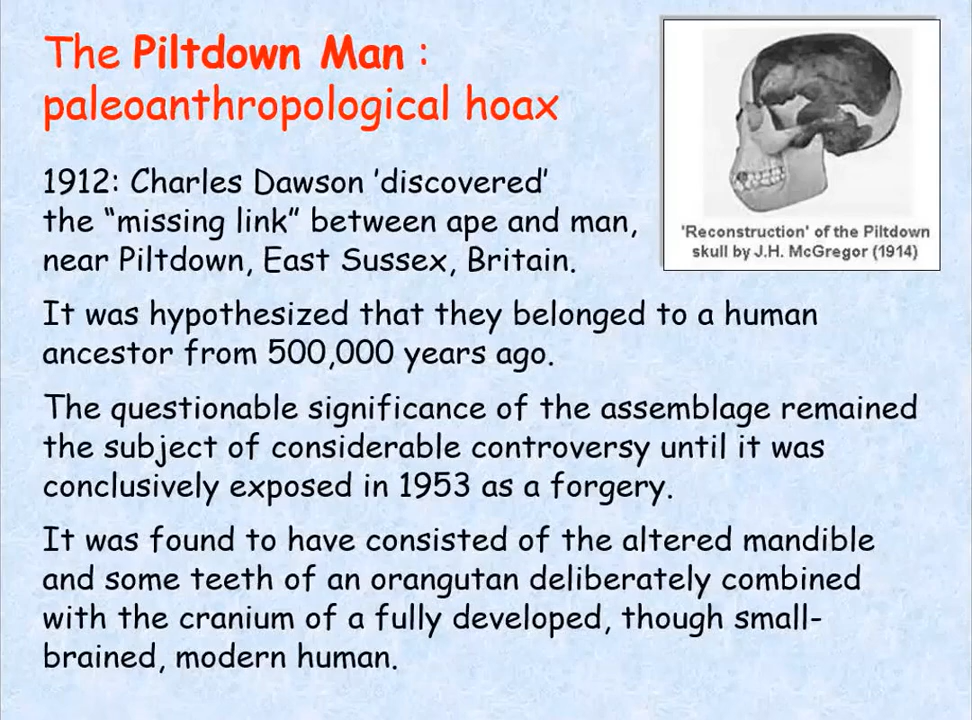 The Piltdown Man :
paleoanthropological hoax
'Reconstruction' of the Piltdown
skull by J.H. McGregor (1914)
1912: Charles Dawson 'discovered'
the “missing link” between ape and man,
near Piltdown, East Sussex, Britain.
It was hypothesized that they belonged to a human
ancestor from 500,000 years ago.
The questionable significance of the assemblage remained
the subject of considerable controversy until it was
conclusively exposed in 1953 as a forgery.
It was found to have consisted of the altered mandible
and some teeth of an orangutan deliberately combined
with the cranium of a fully developed, though small-
brained, modern human.